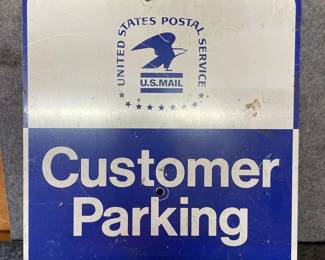 UNITED STATES POSTAL SERVICE
U.S.MAIL
Customer
Parking